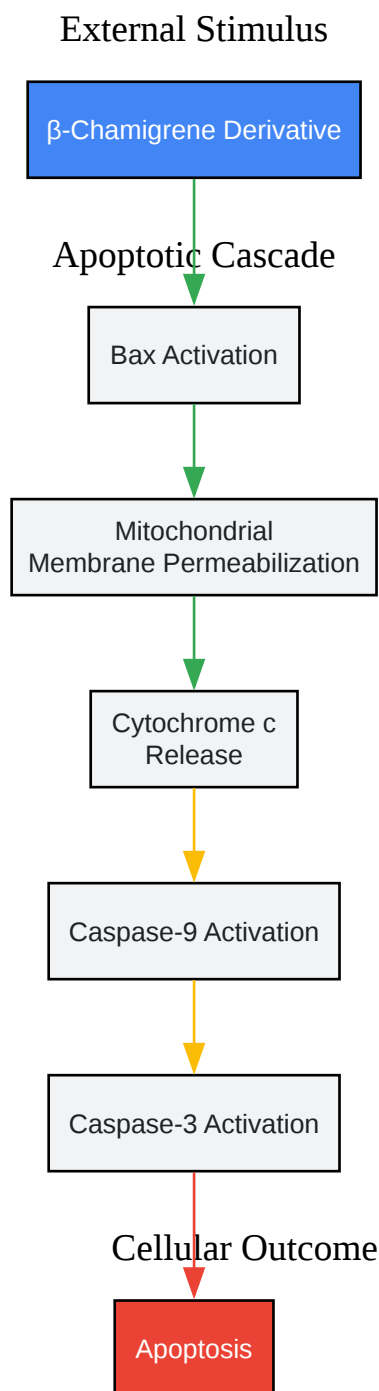 External Stimulus
β-Chamigrene Derivative
Apoptotic Cascade
Bax Activation
Mitochondrial
Membrane Permeabilization
Cytochrome c
Release
Caspase-9 Activation
Caspase-3 Activation
Cellular Outcome
Apoptosis